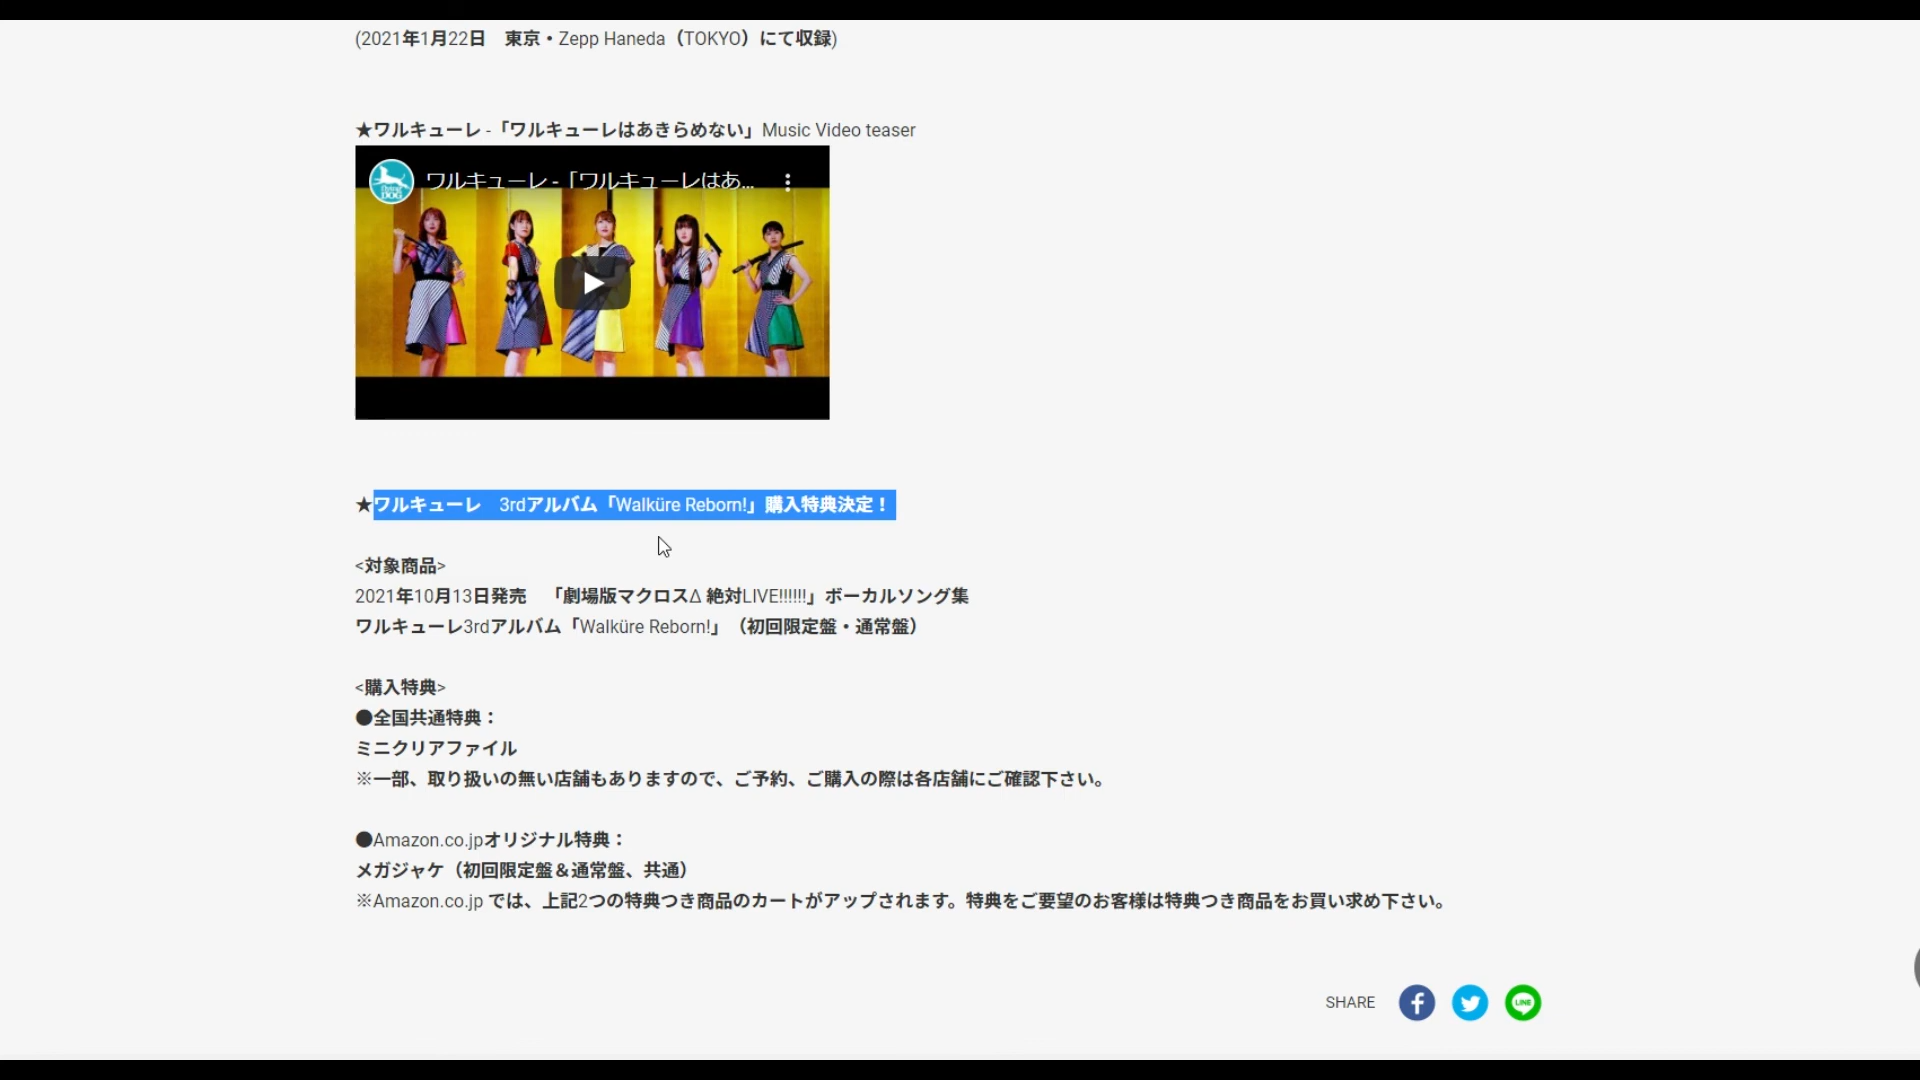 (2021年1月22日　東京・Zepp Haneda（TOKYO）にて収録)
★ワルキューレ -「ワルキューレはあきらめない」Music Video teaser
flying DOG
ワルキューレ -「ワルキューレはあ...
★ワルキューレ　3rdアルバム「Walküre Reborn!」購入特典決定！
<対象商品>
2021年10月13日発売　「劇場版マクロスΔ 絶対LIVE!!!!!!」ボーカルソング集
ワルキューレ3rdアルバム「Walküre Reborn!」（初回限定盤・通常盤）
<購入特典>
●全国共通特典：
ミニクリアファイル
※一部、取り扱いの無い店舗もありますので、ご予約、ご購入の際は各店舗にご確認下さい。
●Amazon.co.jpオリジナル特典：
メガジャケ（初回限定盤＆通常盤、共通）
※Amazon.co.jp では、上記2つの特典つき商品のカートがアップされます。特典をご要望のお客様は特典つき商品をお買い求め下さい。
SHARE
LINE